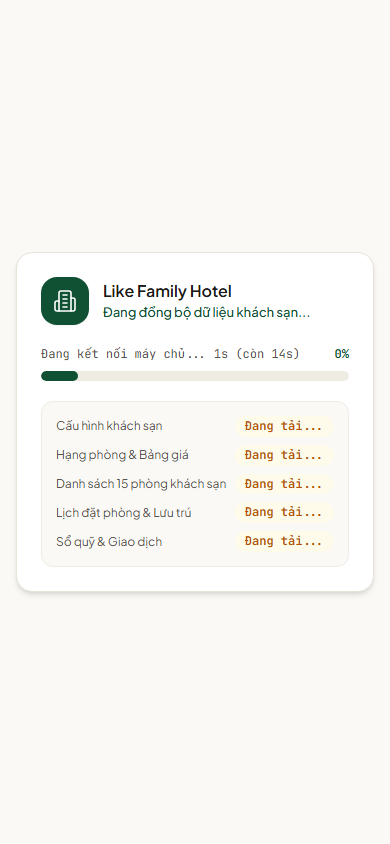 Like Family Hotel
Đang đồng bộ dữ liệu khách sạn...
Đang kết nối máy chủ... 1s (còn 14s) 0%
Cấu hình khách sạn Đang tải...
Hạng phòng & Bảng giá Đang tải...
Danh sách 15 phòng khách sạn Đang tải...
Lịch đặt phòng & Lưu trú Đang tải...
Sổ quỹ & Giao dịch Đang tải...